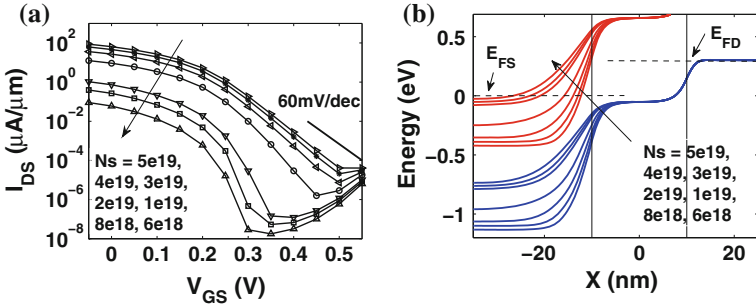 (a)
10^2
10^0
10^-2
10^-4
10^-6
10^-8
I_DS (μA/μm)
60mV/dec
Ns = 5e19,
4e19, 3e19,
2e19, 1e19,
8e18, 6e18
0 0.1 0.2 0.3 0.4 0.5
V_GS (V)
(b)
0.5
0
−0.5
−1
Energy (eV)
E_FS
E_FD
Ns = 5e19,
4e19, 3e19,
2e19, 1e19,
8e18, 6e18
−20 0 20
X (nm)